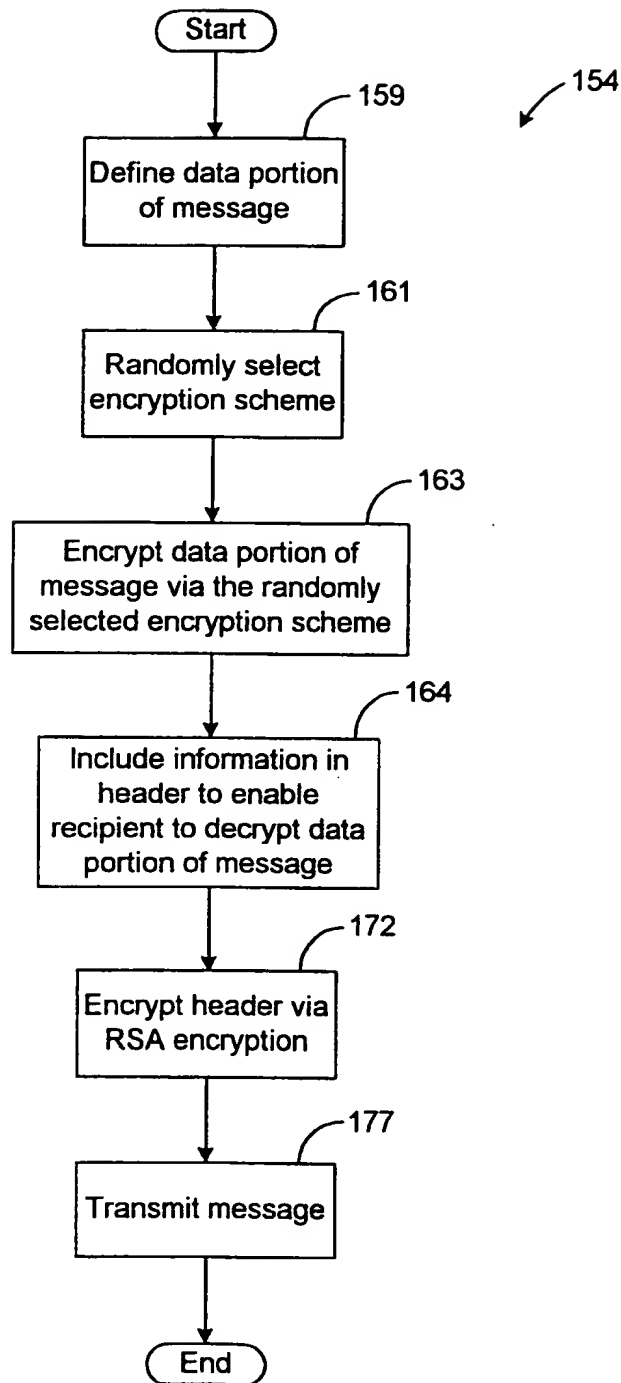 Start
154
159
Define data portion
of message
161
Randomly select
encryption scheme
163
Encrypt data portion of
message via the randomly
selected encryption scheme
164
Include information in
header to enable
recipient to decrypt data
portion of message
172
Encrypt header via
RSA encryption
177
Transmit message
End